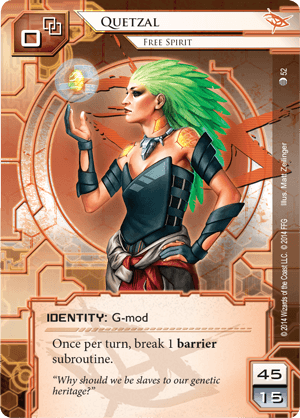 0
QUETZAL
FREE SPIRIT
52
Illus. Matt Zeilinger
© 2014 Wizards of the Coast LLC. © 2014 FFG
IDENTITY: G-mod
Once per turn, break 1 barrier
subroutine.
“Why should we be slaves to our genetic
heritage?”
45
15